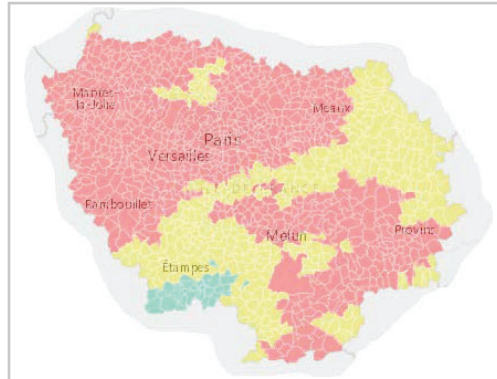 Mantes-
la-Jolie
Meaux
Paris
Versailles
Rambouillet
Melun
Provins
Étampes